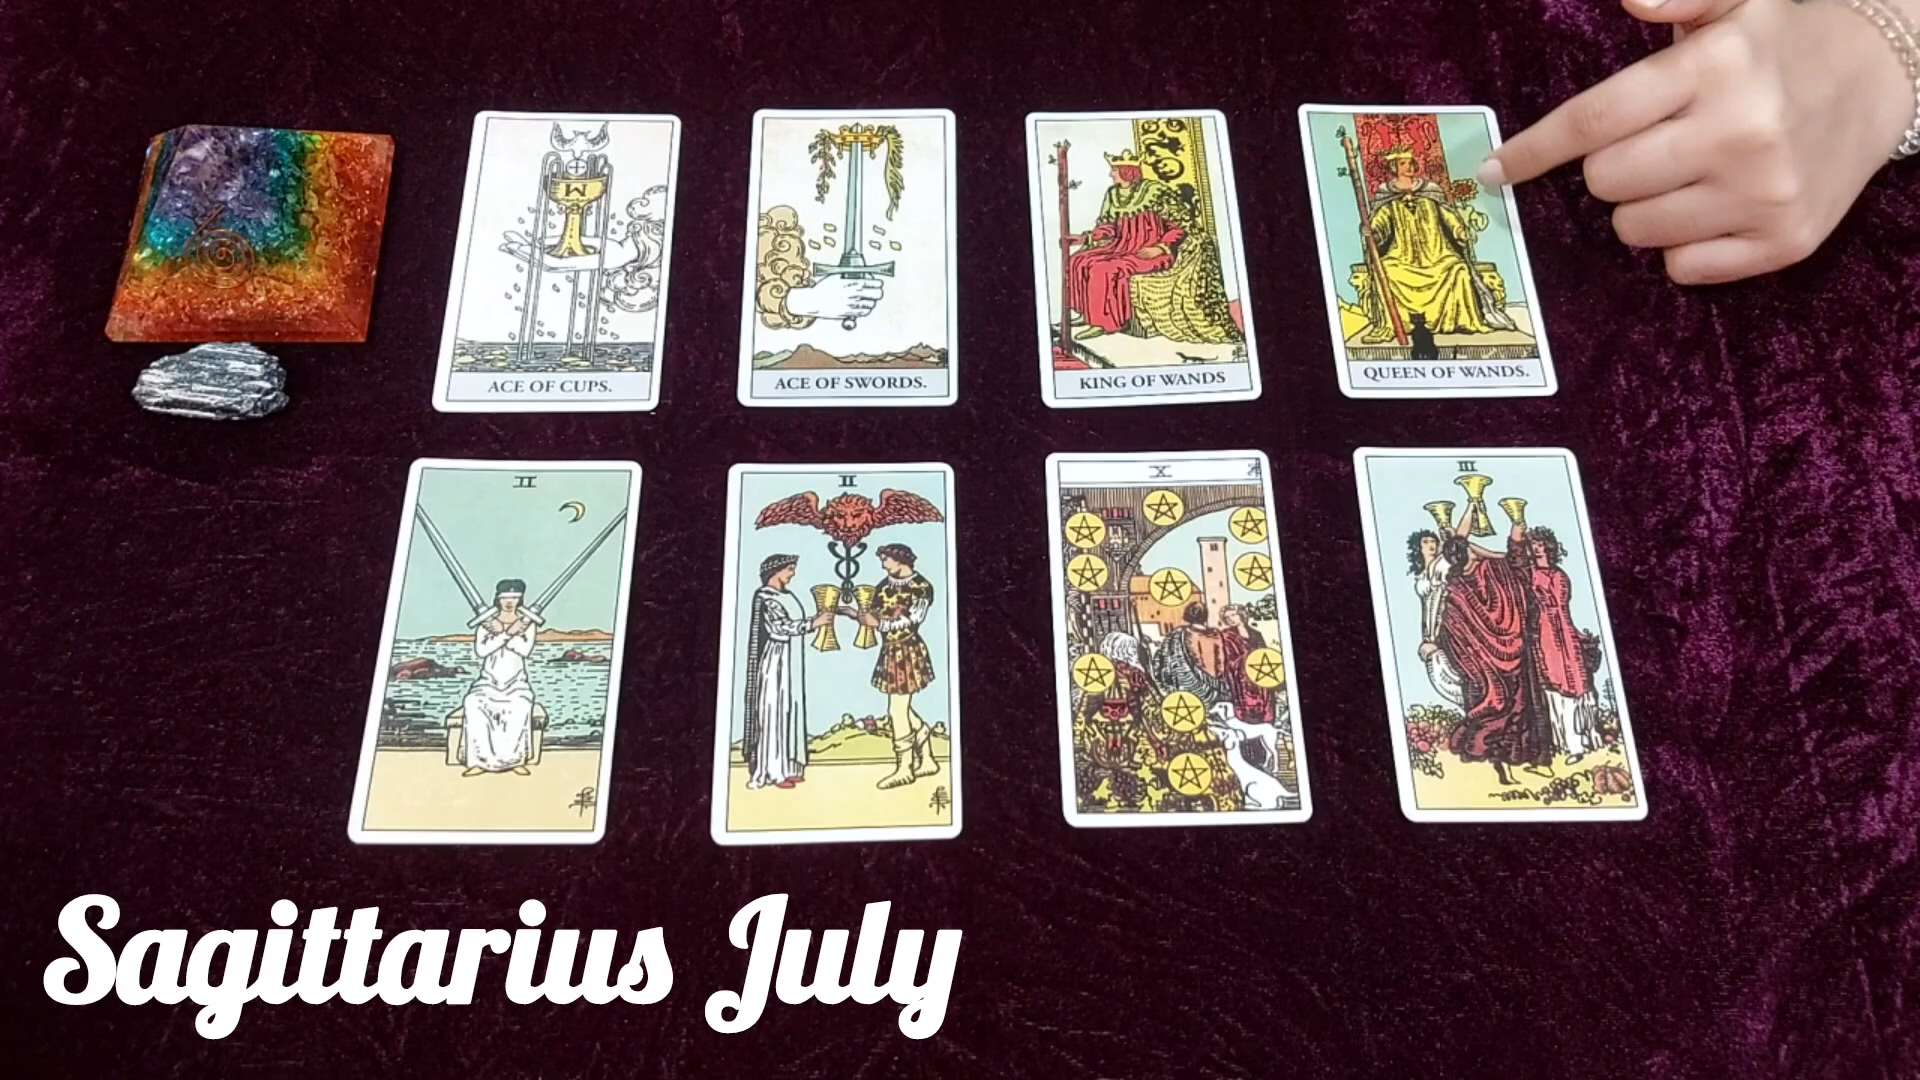 ACE OF CUPS.
ACE OF SWORDS.
KING OF WANDS
QUEEN OF WANDS.
II
II
X
III
Sagittarius July